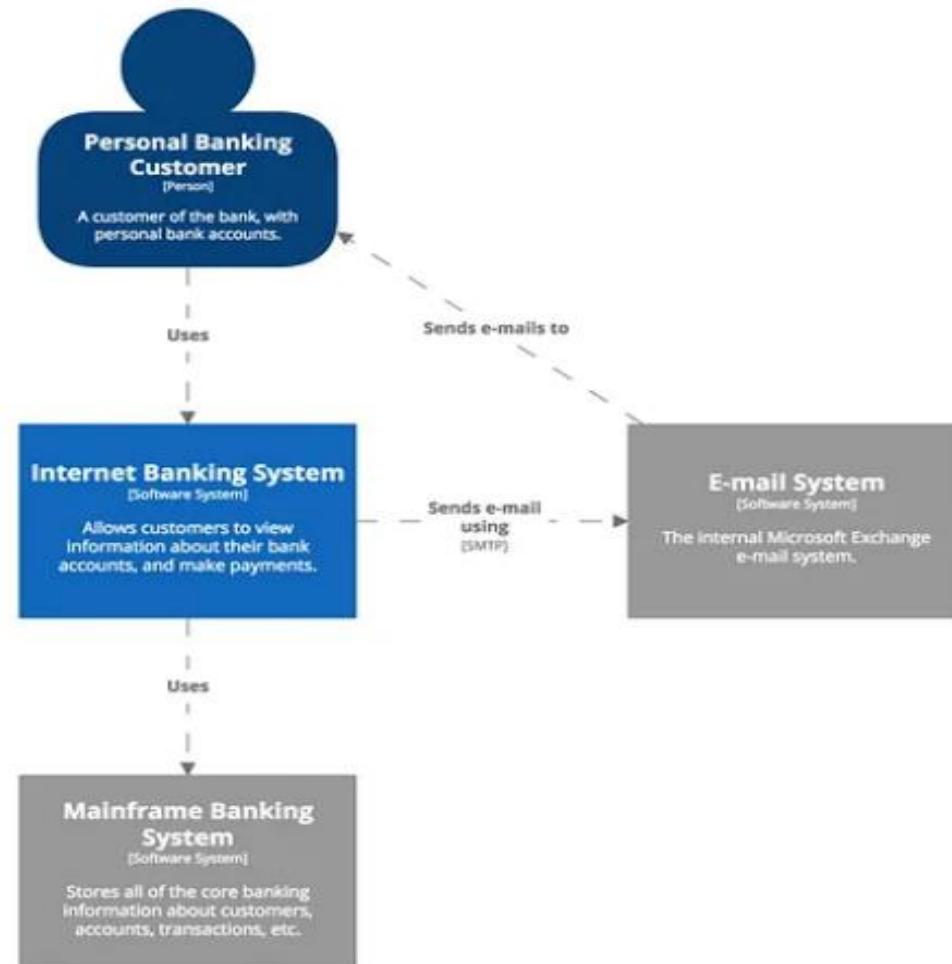 Personal Banking
Customer
[Person]
A customer of the bank, with
personal bank accounts.
Uses
Sends e-mails to
Internet Banking System
[Software System]
Allows customers to view
information about their bank
accounts, and make payments.
Sends e-mail
using
[SMTP]
E-mail System
[Software System]
The internal Microsoft Exchange
e-mail system.
Uses
Mainframe Banking
System
[Software System]
Stores all of the core banking
information about customers,
accounts, transactions, etc.